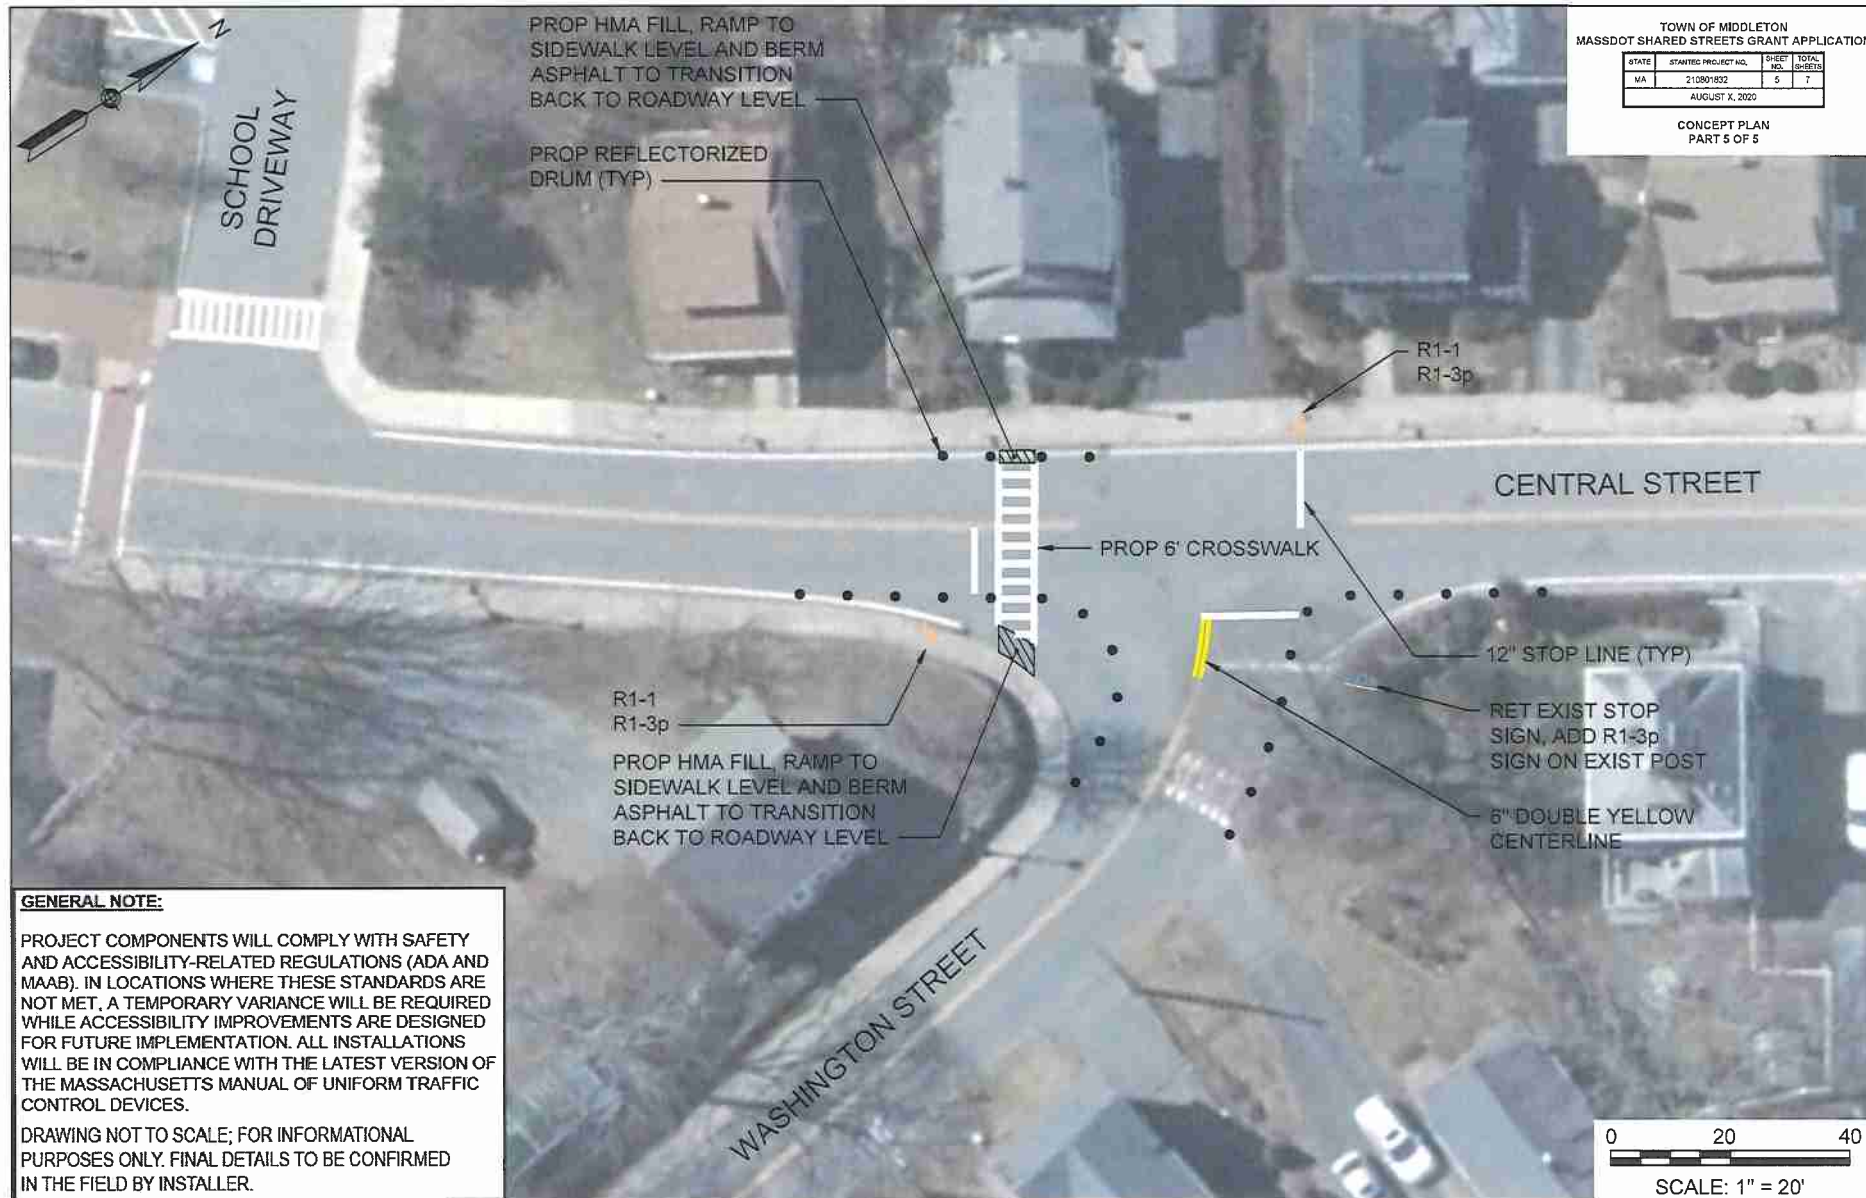 TOWN OF MIDDLETON
MASSDOT SHARED STREETS GRANT APPLICATION
STATE STANTEC PROJECT NO. SHEET NO. TOTAL SHEETS
MA 210801832 5 7
AUGUST X, 2020
CONCEPT PLAN
PART 5 OF 5
N
SCHOOL
DRIVEWAY
PROP HMA FILL, RAMP TO
SIDEWALK LEVEL AND BERM
ASPHALT TO TRANSITION
BACK TO ROADWAY LEVEL
PROP REFLECTORIZED
DRUM (TYP)
R1-1
R1-3p
CENTRAL STREET
PROP 6' CROSSWALK
12" STOP LINE (TYP)
R1-1
R1-3p
RET EXIST STOP
SIGN, ADD R1-3p
SIGN ON EXIST POST
PROP HMA FILL, RAMP TO
SIDEWALK LEVEL AND BERM
ASPHALT TO TRANSITION
BACK TO ROADWAY LEVEL
6" DOUBLE YELLOW
CENTERLINE
WASHINGTON STREET
GENERAL NOTE:
PROJECT COMPONENTS WILL COMPLY WITH SAFETY
AND ACCESSIBILITY-RELATED REGULATIONS (ADA AND
MAAB). IN LOCATIONS WHERE THESE STANDARDS ARE
NOT MET, A TEMPORARY VARIANCE WILL BE REQUIRED
WHILE ACCESSIBILITY IMPROVEMENTS ARE DESIGNED
FOR FUTURE IMPLEMENTATION. ALL INSTALLATIONS
WILL BE IN COMPLIANCE WITH THE LATEST VERSION OF
THE MASSACHUSETTS MANUAL OF UNIFORM TRAFFIC
CONTROL DEVICES.
DRAWING NOT TO SCALE; FOR INFORMATIONAL
PURPOSES ONLY. FINAL DETAILS TO BE CONFIRMED
IN THE FIELD BY INSTALLER.
0 20 40
SCALE: 1" = 20'